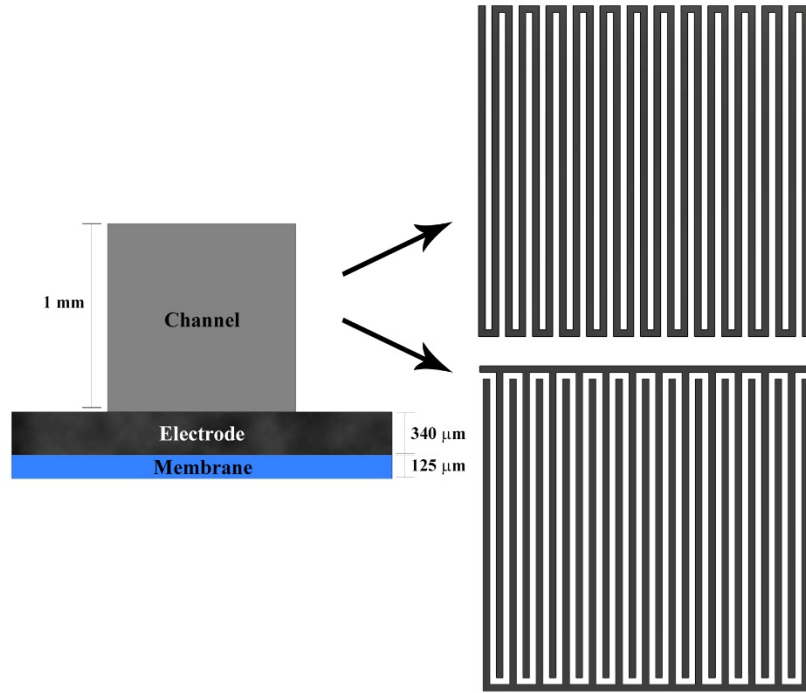 1 mm
Channel
Electrode
340 μm
Membrane
125 μm